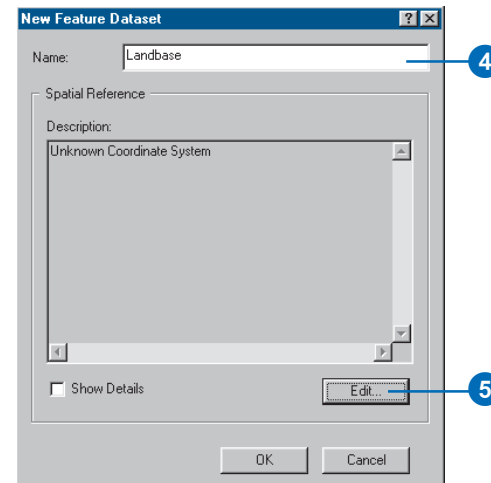 New Feature Dataset
Name: Landbase
4
Spatial Reference
Description:
Unknown Coordinate System
Show Details
Edit...
5
OK Cancel